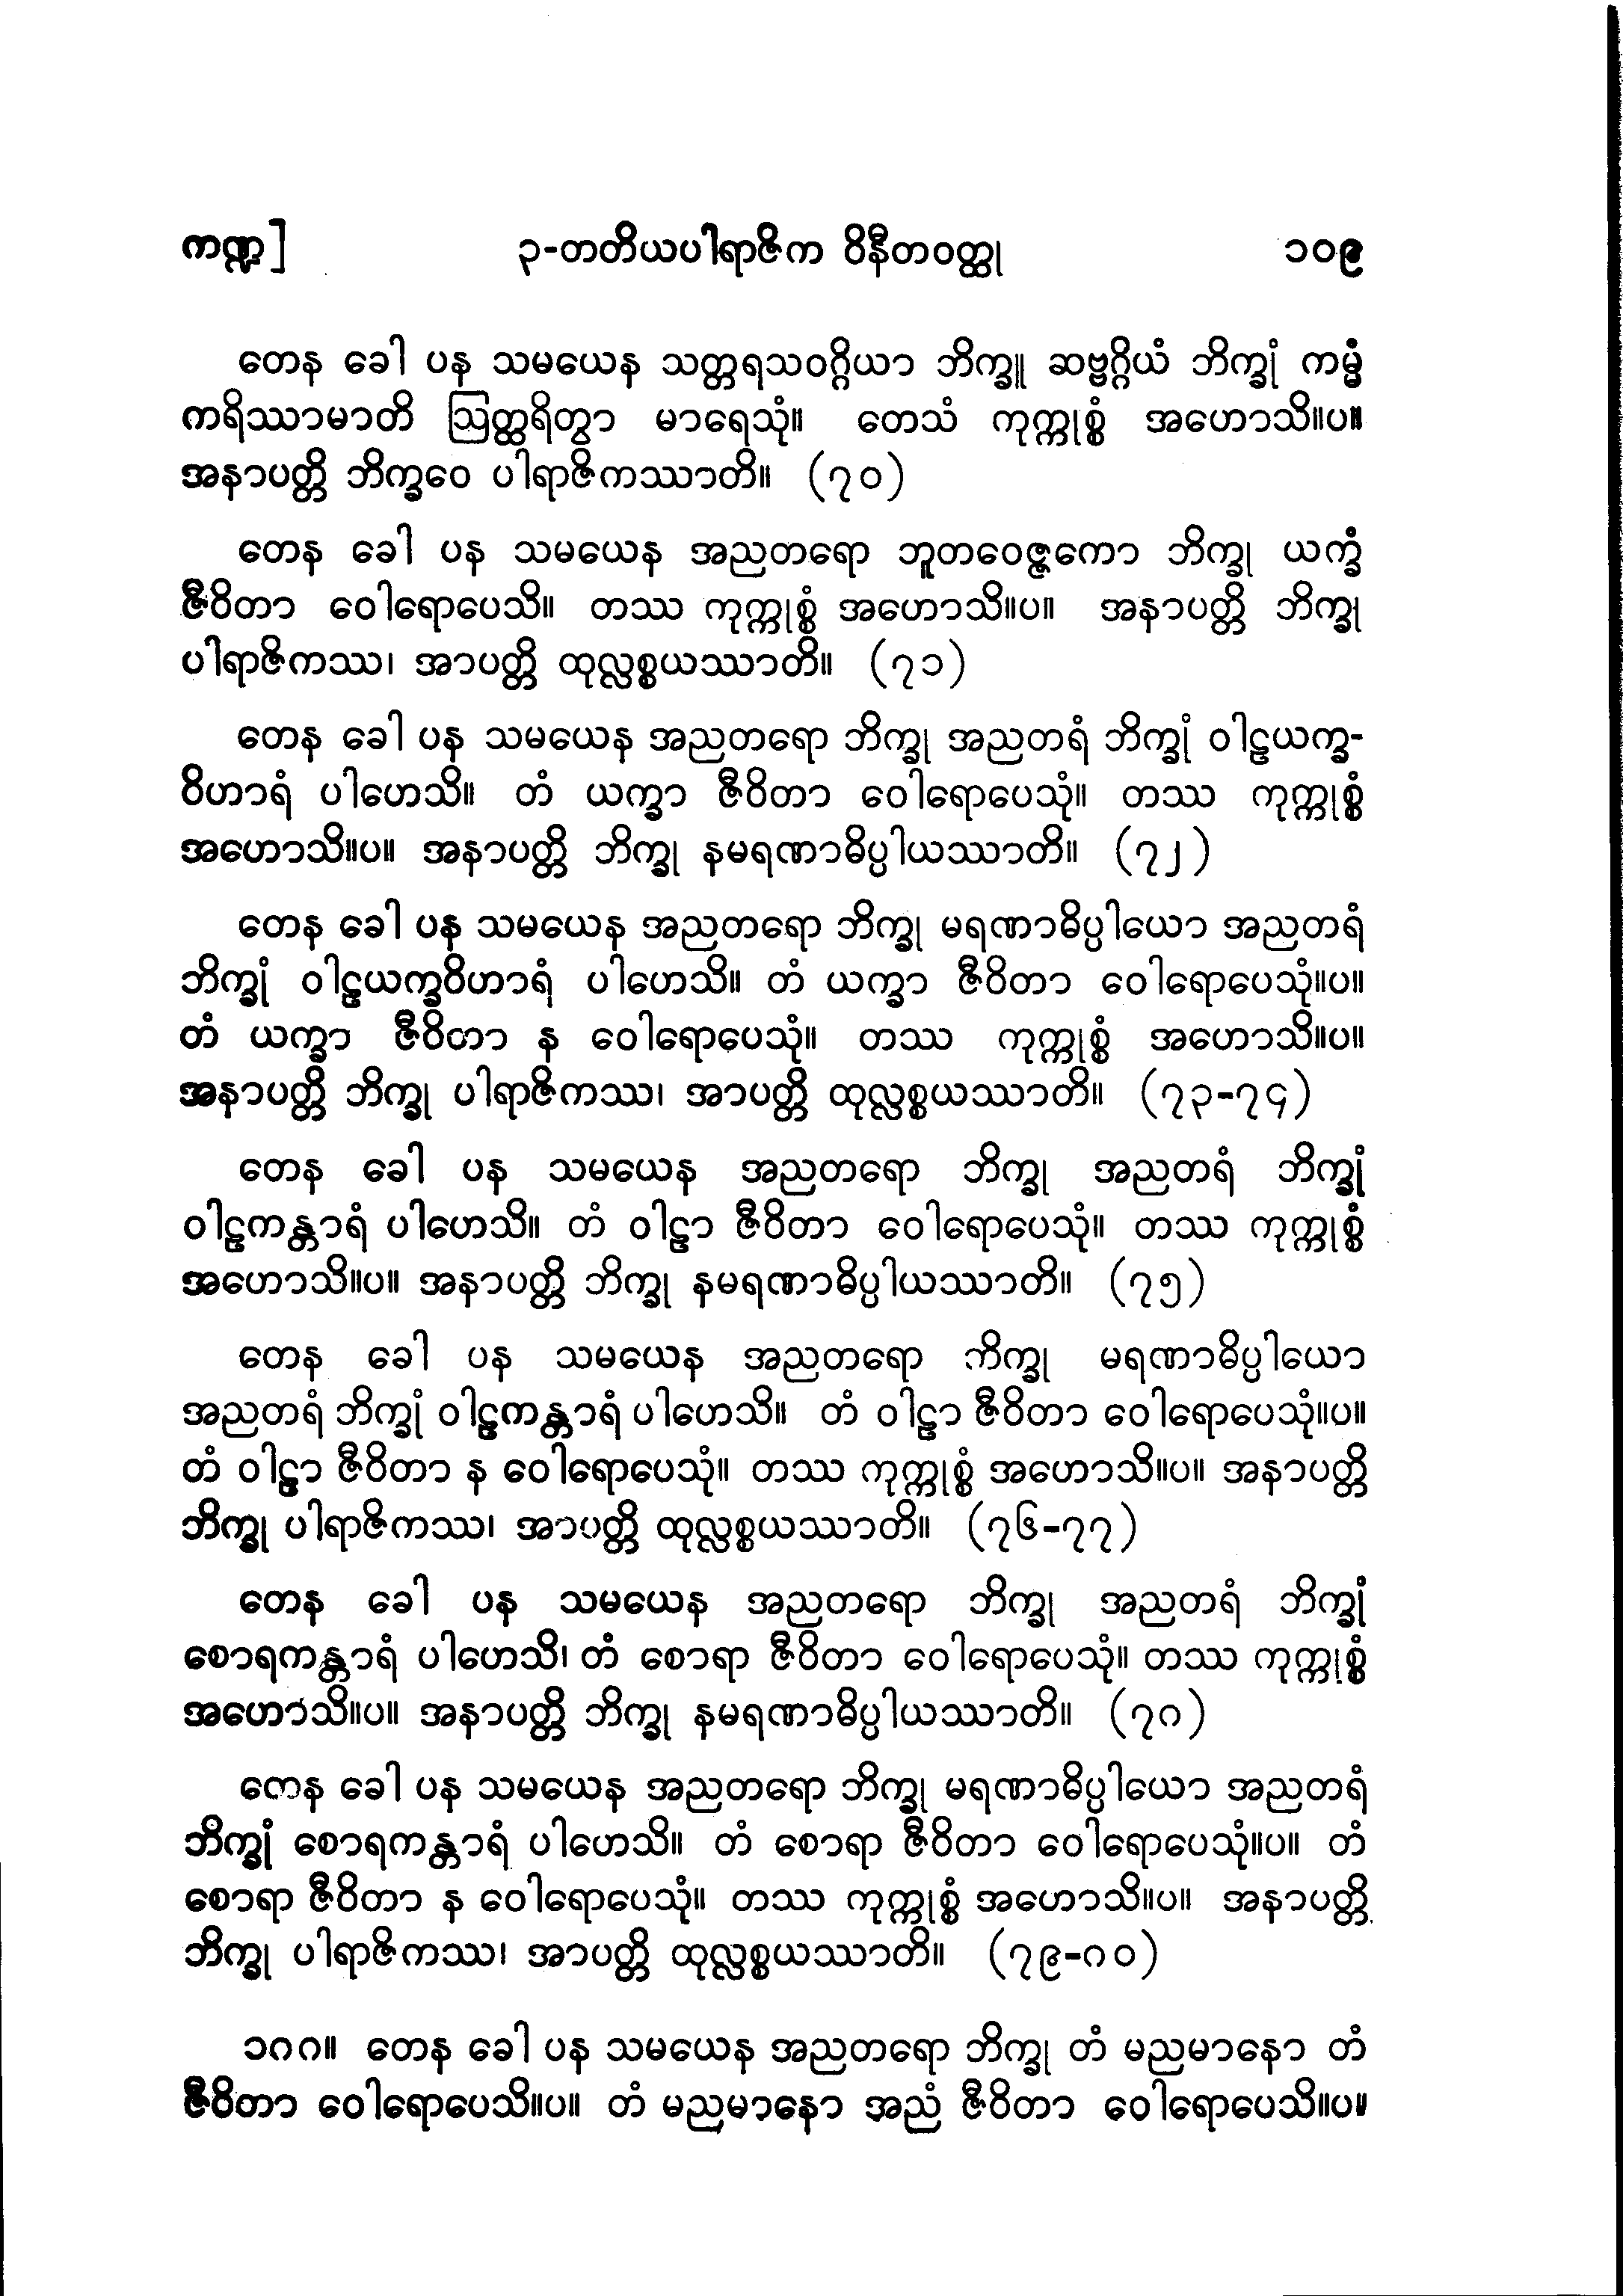 ကဏ္ဍ] ၃-တတိယပါရာဇိက ဝိနီတဝတ္ထု ၁၀၉
တေန ခေါ ပန သမယေန သတ္တရသဝဂ္ဂိယာ ဘိက္ခူ ဆဗ္ဗဂ္ဂိယံ ဘိက္ခုံ ကမ္မံ
ကရိဿာမာတိ ဩတ္ထရိတွာ မာရေသုံ။ တေသံ ကုက္ကုစ္စံ အဟောသိ။ပ။
အနာပတ္တိ ဘိက္ခဝေ ပါရာဇိကဿာတိ။ (၇၀)
တေန ခေါ ပန သမယေန အညတရော ဘူတဝေဇ္ဇကော ဘိက္ခု ယက္ခံ
ဇီဝိတာ ဝေါရောပေသိ။ တဿ ကုက္ကုစ္စံ အဟောသိ။ပ။ အနာပတ္တိ ဘိက္ခု
ပါရာဇိကဿ၊ အာပတ္တိ ထုလ္လစ္စယဿာတိ။ (၇၁)
တေန ခေါ ပန သမယေန အညတရော ဘိက္ခု အညတရံ ဘိက္ခုံ ဝါဠယက္ခ-
ဝိဟာရံ ပါဟေသိ။ တံ ယက္ခာ ဇီဝိတာ ဝေါရောပေသုံ။ တဿ ကုက္ကုစ္စံ
အဟောသိ။ပ။ အနာပတ္တိ ဘိက္ခု နမရဏာဓိပ္ပါယဿာတိ။ (၇၂)
တေန ခေါ ပန သမယေန အညတရော ဘိက္ခု မရဏာဓိပ္ပါယော အညတရံ
ဘိက္ခုံ ဝါဠယက္ခဝိဟာရံ ပါဟေသိ။ တံ ယက္ခာ ဇီဝိတာ ဝေါရောပေသုံ။ပ။
တံ ယက္ခာ ဇီဝိတာ န ဝေါရောပေသုံ။ တဿ ကုက္ကုစ္စံ အဟောသိ။ပ။
အနာပတ္တိ ဘိက္ခု ပါရာဇိကဿ၊ အာပတ္တိ ထုလ္လစ္စယဿာတိ။ (၇၃-၇၄)
တေန ခေါ ပန သမယေန အညတရော ဘိက္ခု အညတရံ ဘိက္ခုံ
ဝါဠကန္တာရံ ပါဟေသိ။ တံ ဝါဠာ ဇီဝိတာ ဝေါရောပေသုံ။ တဿ ကုက္ကုစ္စံ
အဟောသိ။ပ။ အနာပတ္တိ ဘိက္ခု နမရဏာဓိပ္ပါယဿာတိ။ (၇၅)
တေန ခေါ ပန သမယေန အညတရော ဘိက္ခု မရဏာဓိပ္ပါယော
အညတရံ ဘိက္ခုံ ဝါဠကန္တာရံ ပါဟေသိ။ တံ ဝါဠာ ဇီဝိတာ ဝေါရောပေသုံ။ပ။
တံ ဝါဠာ ဇီဝိတာ န ဝေါရောပေသုံ။ တဿ ကုက္ကုစ္စံ အဟောသိ။ပ။ အနာပတ္တိ
ဘိက္ခု ပါရာဇိကဿ၊ အာပတ္တိ ထုလ္လစ္စယဿာတိ။ (၇၆-၇၇)
တေန ခေါ ပန သမယေန အညတရော ဘိက္ခု အညတရံ ဘိက္ခုံ
စောရကန္တာရံ ပါဟေသိ၊ တံ စောရာ ဇီဝိတာ ဝေါရောပေသုံ။ တဿ ကုက္ကုစ္စံ
အဟောသိ။ပ။ အနာပတ္တိ ဘိက္ခု နမရဏာဓိပ္ပါယဿာတိ။ (၇၈)
တေန ခေါ ပန သမယေန အညတရော ဘိက္ခု မရဏာဓိပ္ပါယော အညတရံ
ဘိက္ခုံ စောရကန္တာရံ ပါဟေသိ။ တံ စောရာ ဇီဝိတာ ဝေါရောပေသုံ။ပ။ တံ
စောရာ ဇီဝိတာ န ဝေါရောပေသုံ။ တဿ ကုက္ကုစ္စံ အဟောသိ။ပ။ အနာပတ္တိ
ဘိက္ခု ပါရာဇိကဿ၊ အာပတ္တိ ထုလ္လစ္စယဿာတိ။ (၇၉-၈၀)
၁၈၈။ တေန ခေါ ပန သမယေန အညတရော ဘိက္ခု တံ မညမာနော တံ
ဇီဝိတာ ဝေါရောပေသိ။ပ။ တံ မညမာနော အညံ ဇီဝိတာ ဝေါရောပေသိ။ပ။